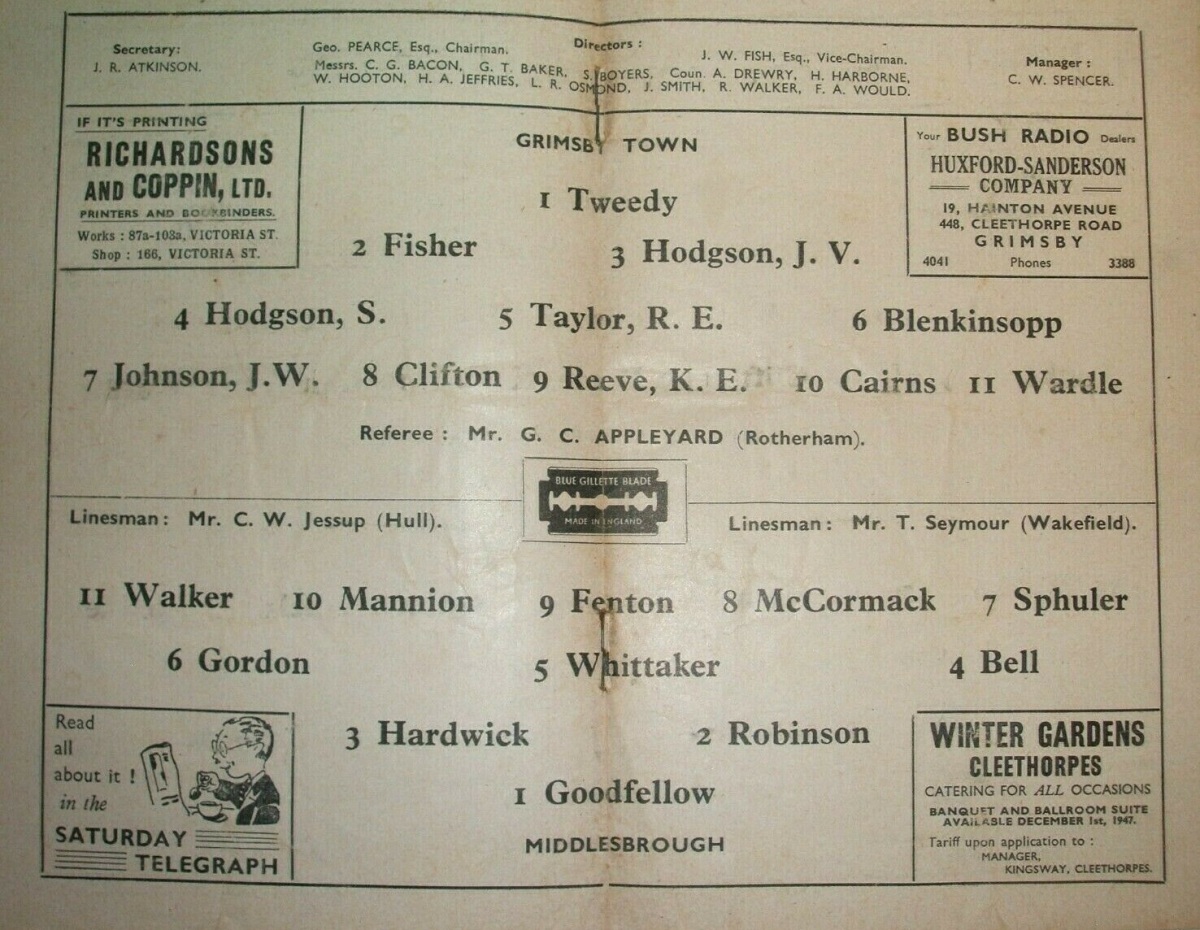 Secretary:
J. R. ATKINSON.
Directors :
Geo. PEARCE, Esq., Chairman.
J. W. FISH, Esq., Vice-Chairman.
Messrs. C. G. BACON, G. T. BAKER, S. BOYERS, Coun. A. DREWRY, H. HARBORNE,
W. HOOTON, H. A. JEFFRIES, L. R. OSMOND, J. SMITH, R. WALKER, F. A. WOULD.
Manager :
C. W. SPENCER.
IF IT'S PRINTING
RICHARDSONS
AND COPPIN, LTD.
PRINTERS AND BOOKBINDERS.
Works : 87a-103a, VICTORIA ST.
Shop : 166, VICTORIA ST.
Your BUSH RADIO Dealers
HUXFORD-SANDERSON
COMPANY
19, HAINTON AVENUE
448, CLEETHORPE ROAD
GRIMSBY
4041 Phones 3388
GRIMSBY TOWN
1 Tweedy
2 Fisher 3 Hodgson, J. V.
4 Hodgson, S. 5 Taylor, R. E. 6 Blenkinsopp
7 Johnson, J.W. 8 Clifton 9 Reeve, K. E. 10 Cairns 11 Wardle
Referee : Mr. G. C. APPLEYARD (Rotherham).
BLUE GILLETTE BLADE
MADE IN ENGLAND
Linesman : Mr. C. W. Jessup (Hull).
Linesman : Mr. T. Seymour (Wakefield).
11 Walker 10 Mannion 9 Fenton 8 McCormack 7 Sphuler
6 Gordon 5 Whittaker 4 Bell
3 Hardwick 2 Robinson
1 Goodfellow
MIDDLESBROUGH
Read
all
about it !
in the
SATURDAY
TELEGRAPH
WINTER GARDENS
CLEETHORPES
CATERING FOR ALL OCCASIONS
BANQUET AND BALLROOM SUITE
AVAILABLE DECEMBER 1st, 1947.
Tariff upon application to :
MANAGER,
KINGSWAY, CLEETHORPES.